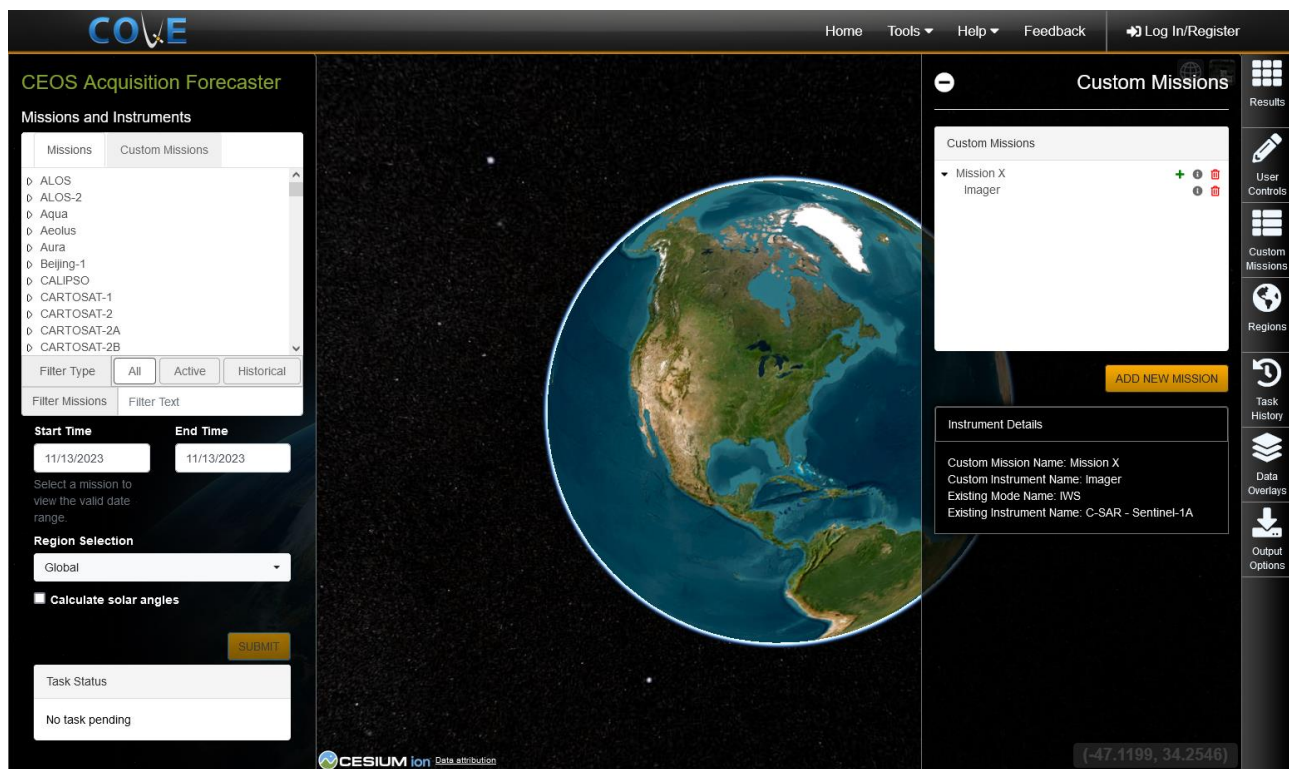 COVE
Home Tools Help Feedback Log In/Register
CEOS Acquisition Forecaster
Missions and Instruments
Missions Custom Missions
ALOS
ALOS-2
Aqua
Aeolus
Aura
Beijing-1
CALIPSO
CARTOSAT-1
CARTOSAT-2
CARTOSAT-2A
CARTOSAT-2B
Filter Type All Active Historical
Filter Missions Filter Text
Start Time End Time
11/13/2023 11/13/2023
Select a mission to
view the valid date
range.
Region Selection
Global
Calculate solar angles
SUBMIT
Task Status
No task pending
CESIUM ion Data attribution
Custom Missions
Custom Missions
Mission X
Imager
ADD NEW MISSION
Instrument Details
Custom Mission Name: Mission X
Custom Instrument Name: Imager
Existing Mode Name: IWS
Existing Instrument Name: C-SAR - Sentinel-1A
(-47.1199, 34.2546)
Results
User
Controls
Custom
Missions
Regions
Task
History
Data
Overlays
Output
Options